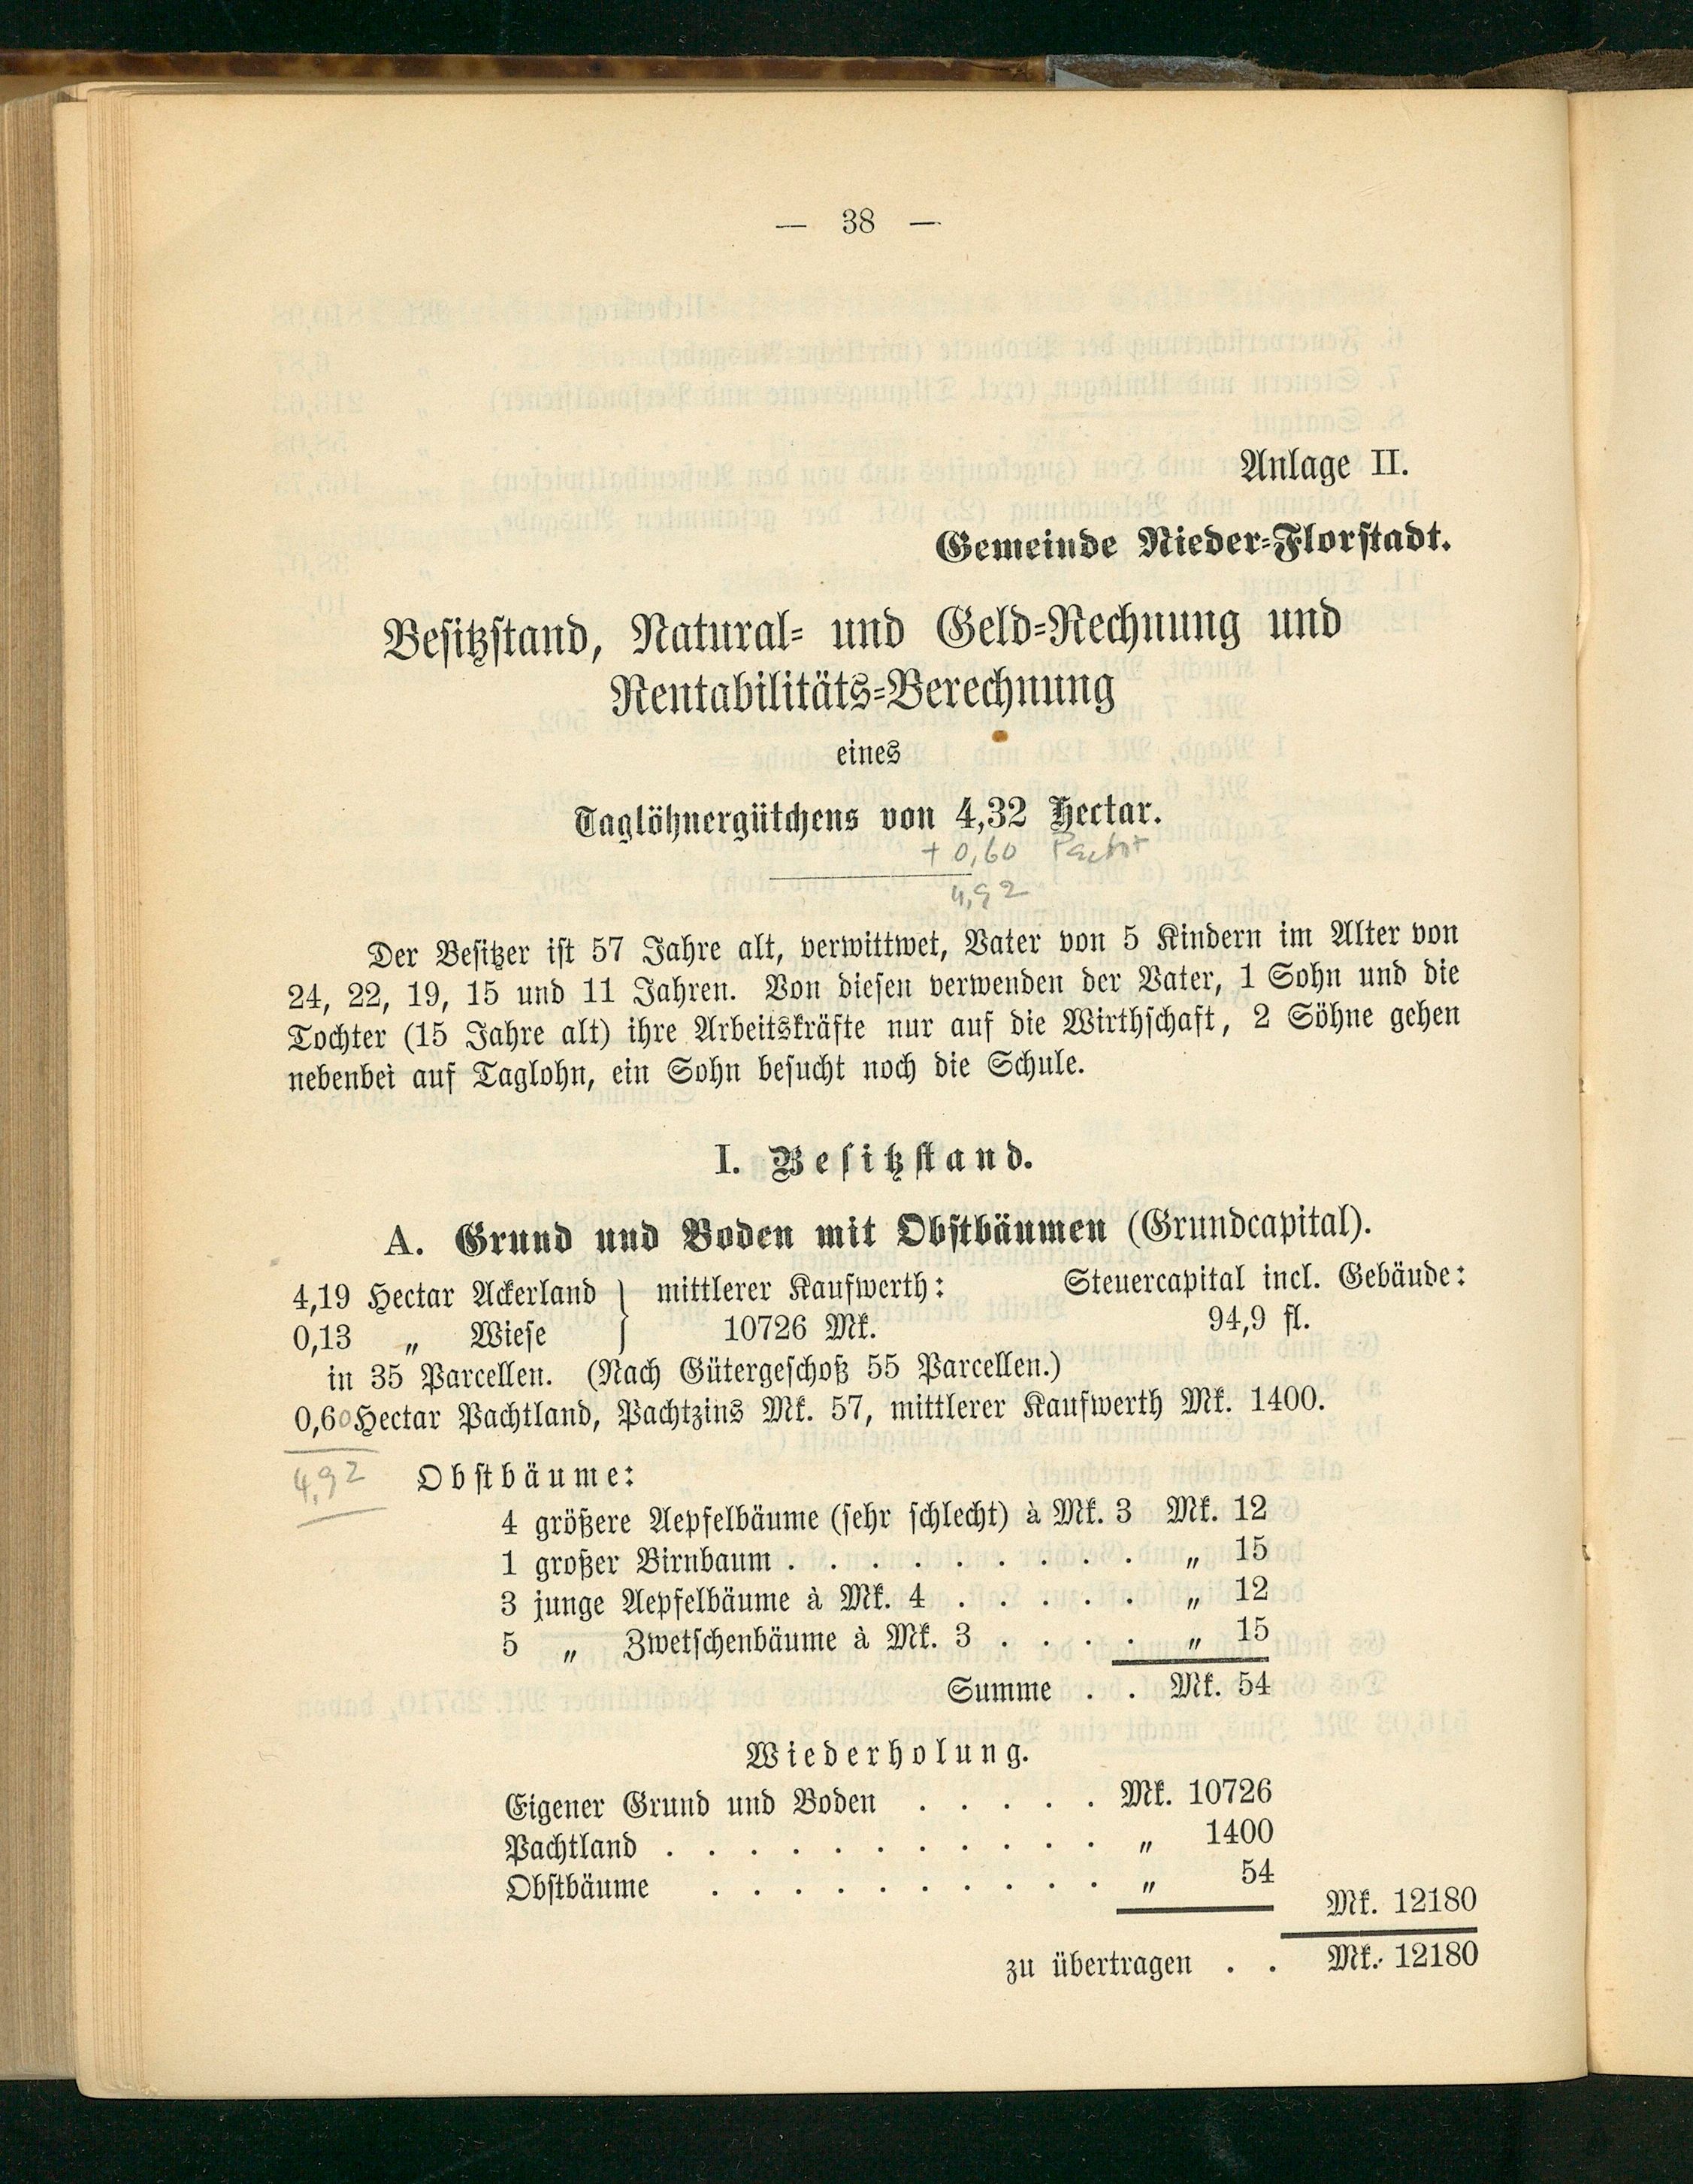 — 38 —
Anlage II.
Gemeinde Nieder-Florstadt.
Besitzstand, Natural- und Geld-Rechnung und
Rentabilitäts-Berechnung
eines
Taglöhnergütchens von 4,32 Hectar.
+ 0,60 Pacht
4,92
Der Besitzer ist 57 Jahre alt, verwittwet, Vater von 5 Kindern im Alter von
24, 22, 19, 15 und 11 Jahren. Von diesen verwenden der Vater, 1 Sohn und die
Tochter (15 Jahre alt) ihre Arbeitskräfte nur auf die Wirthschaft, 2 Söhne gehen
nebenbei auf Taglohn, ein Sohn besucht noch die Schule.
I. Besitzstand.
A. Grund und Boden mit Obstbäumen (Grundcapital).
4,19 Hectar Ackerland } mittlerer Kaufwerth: Steuercapital incl. Gebäude:
0,13 „ Wiese 10726 Mk. 94,9 fl.
in 35 Parcellen. (Nach Gütergeschoß 55 Parcellen.)
0,60 Hectar Pachtland, Pachtzins Mk. 57, mittlerer Kaufwerth Mk. 1400.
4,92 Obstbäume:
4 größere Aepfelbäume (sehr schlecht) à Mk. 3 Mk. 12
1 großer Birnbaum . . . . . . . . . „ 15
3 junge Aepfelbäume à Mk. 4 . . . . . „ 12
5 „ Zwetschenbäume à Mk. 3 . . . . „ 15
Summe . . Mk. 54
Wiederholung.
Eigener Grund und Boden . . . . . Mk. 10726
Pachtland . . . . . . . . . . . „ 1400
Obstbäume . . . . . . . . . . „ 54
Mk. 12180
zu übertragen . . Mk. 12180